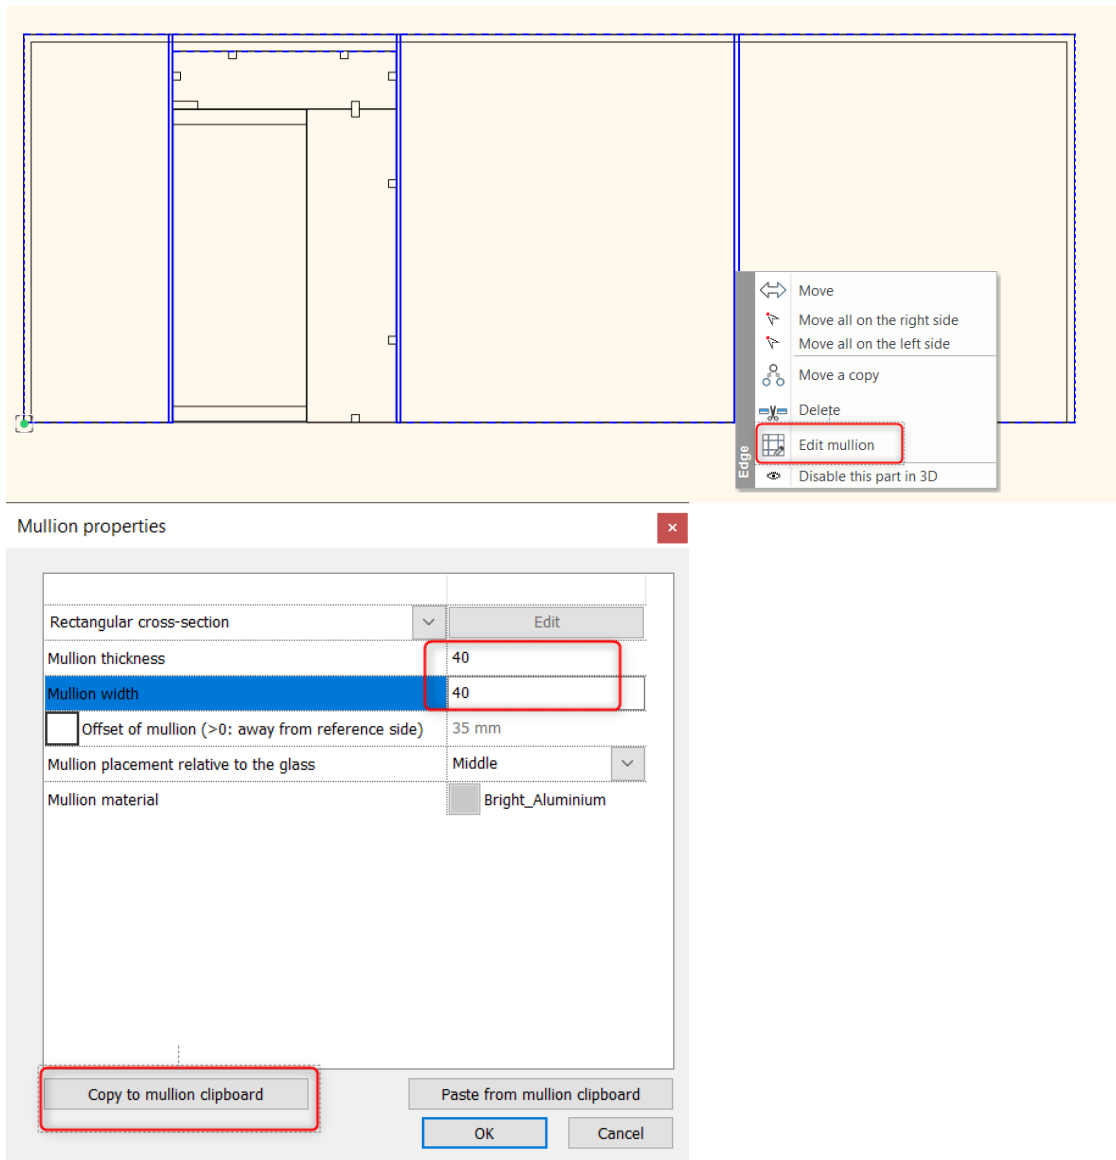 Move
Move all on the right side
Move all on the left side
Move a copy
Delete
Edit mullion
Disable this part in 3D
Edge
Mullion properties
Rectangular cross-section Edit
Mullion thickness 40
Mullion width 40
Offset of mullion (>0: away from reference side) 35 mm
Mullion placement relative to the glass Middle
Mullion material Bright_Aluminium
Copy to mullion clipboard Paste from mullion clipboard
OK Cancel